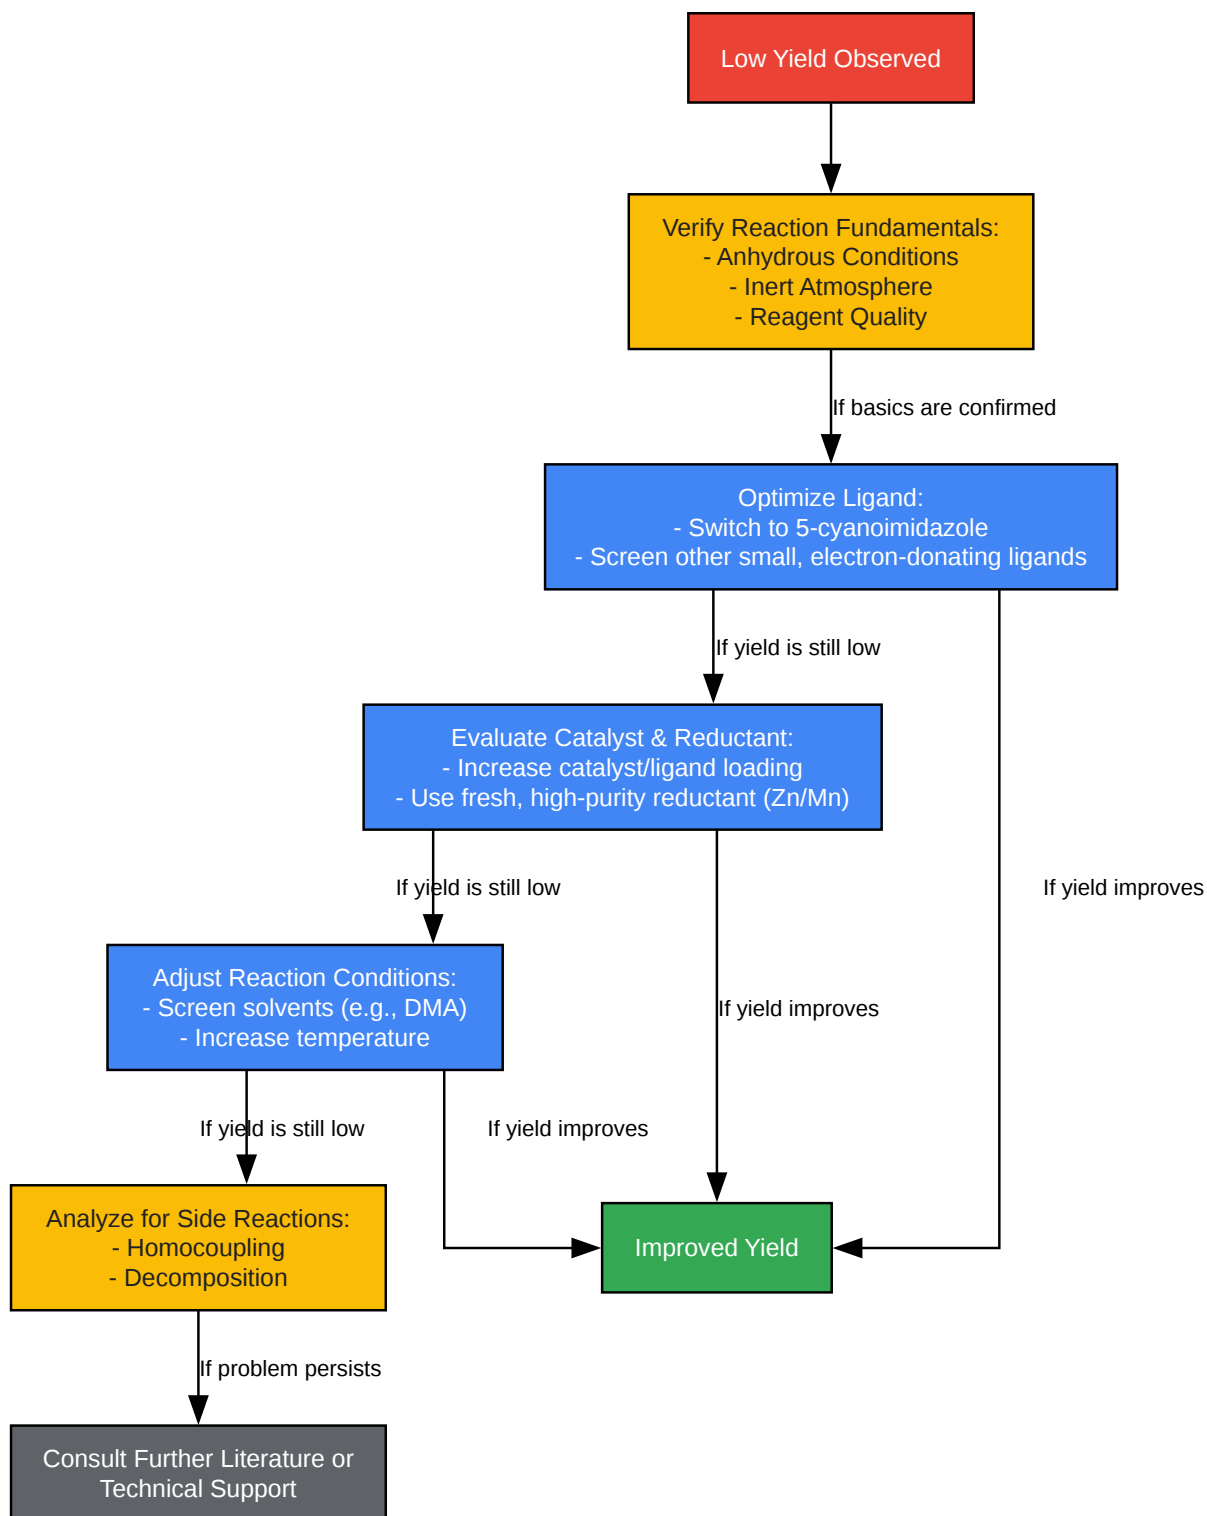 Low Yield Observed
Verify Reaction Fundamentals:
- Anhydrous Conditions
- Inert Atmosphere
- Reagent Quality
If basics are confirmed
Optimize Ligand:
- Switch to 5-cyanoimidazole
- Screen other small, electron-donating ligands
If yield is still low
Evaluate Catalyst & Reductant:
- Increase catalyst/ligand loading
- Use fresh, high-purity reductant (Zn/Mn)
If yield is still low
If yield improves
Adjust Reaction Conditions:
- Screen solvents (e.g., DMA)
- Increase temperature
If yield improves
If yield is still low
If yield improves
Analyze for Side Reactions:
- Homocoupling
- Decomposition
Improved Yield
If problem persists
Consult Further Literature or
Technical Support